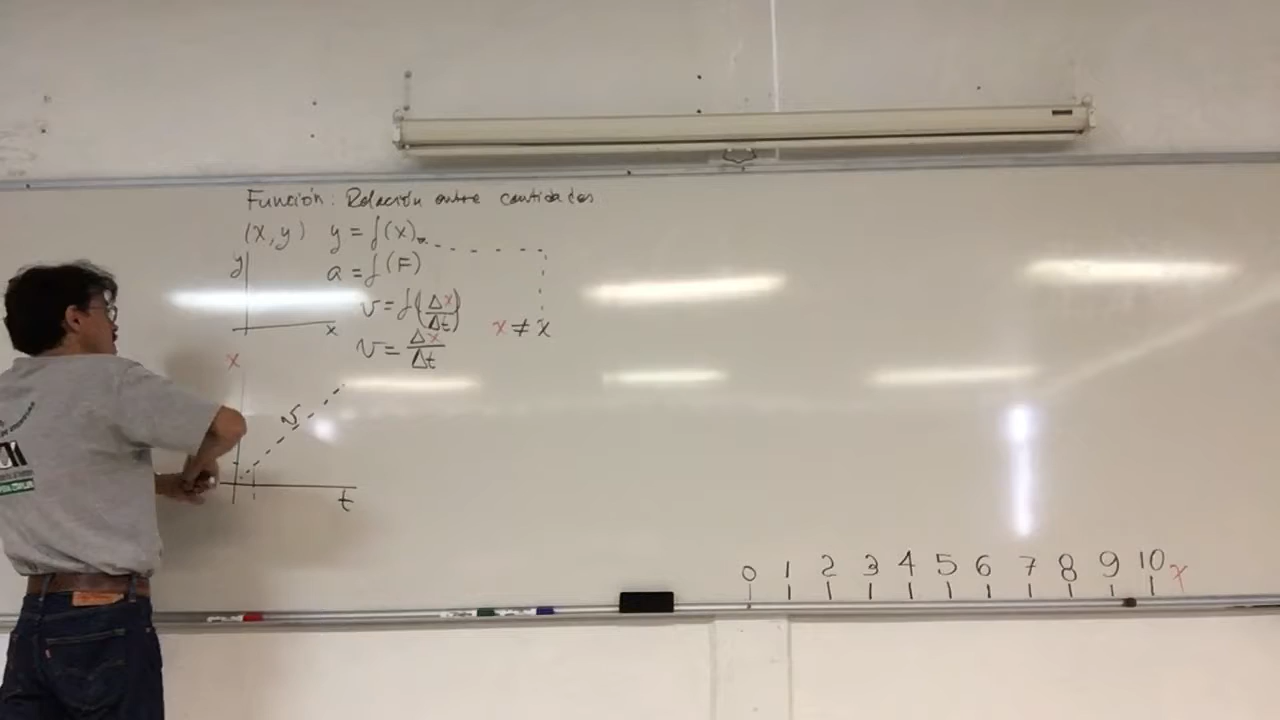 Función: Relación entre cantidades
(x, y) y = f(x)
y a = f(F)
v = f(Δx/Δt)
x x ≠ x
v = Δx/Δt
x
v
t
0 1 2 3 4 5 6 7 8 9 10 x